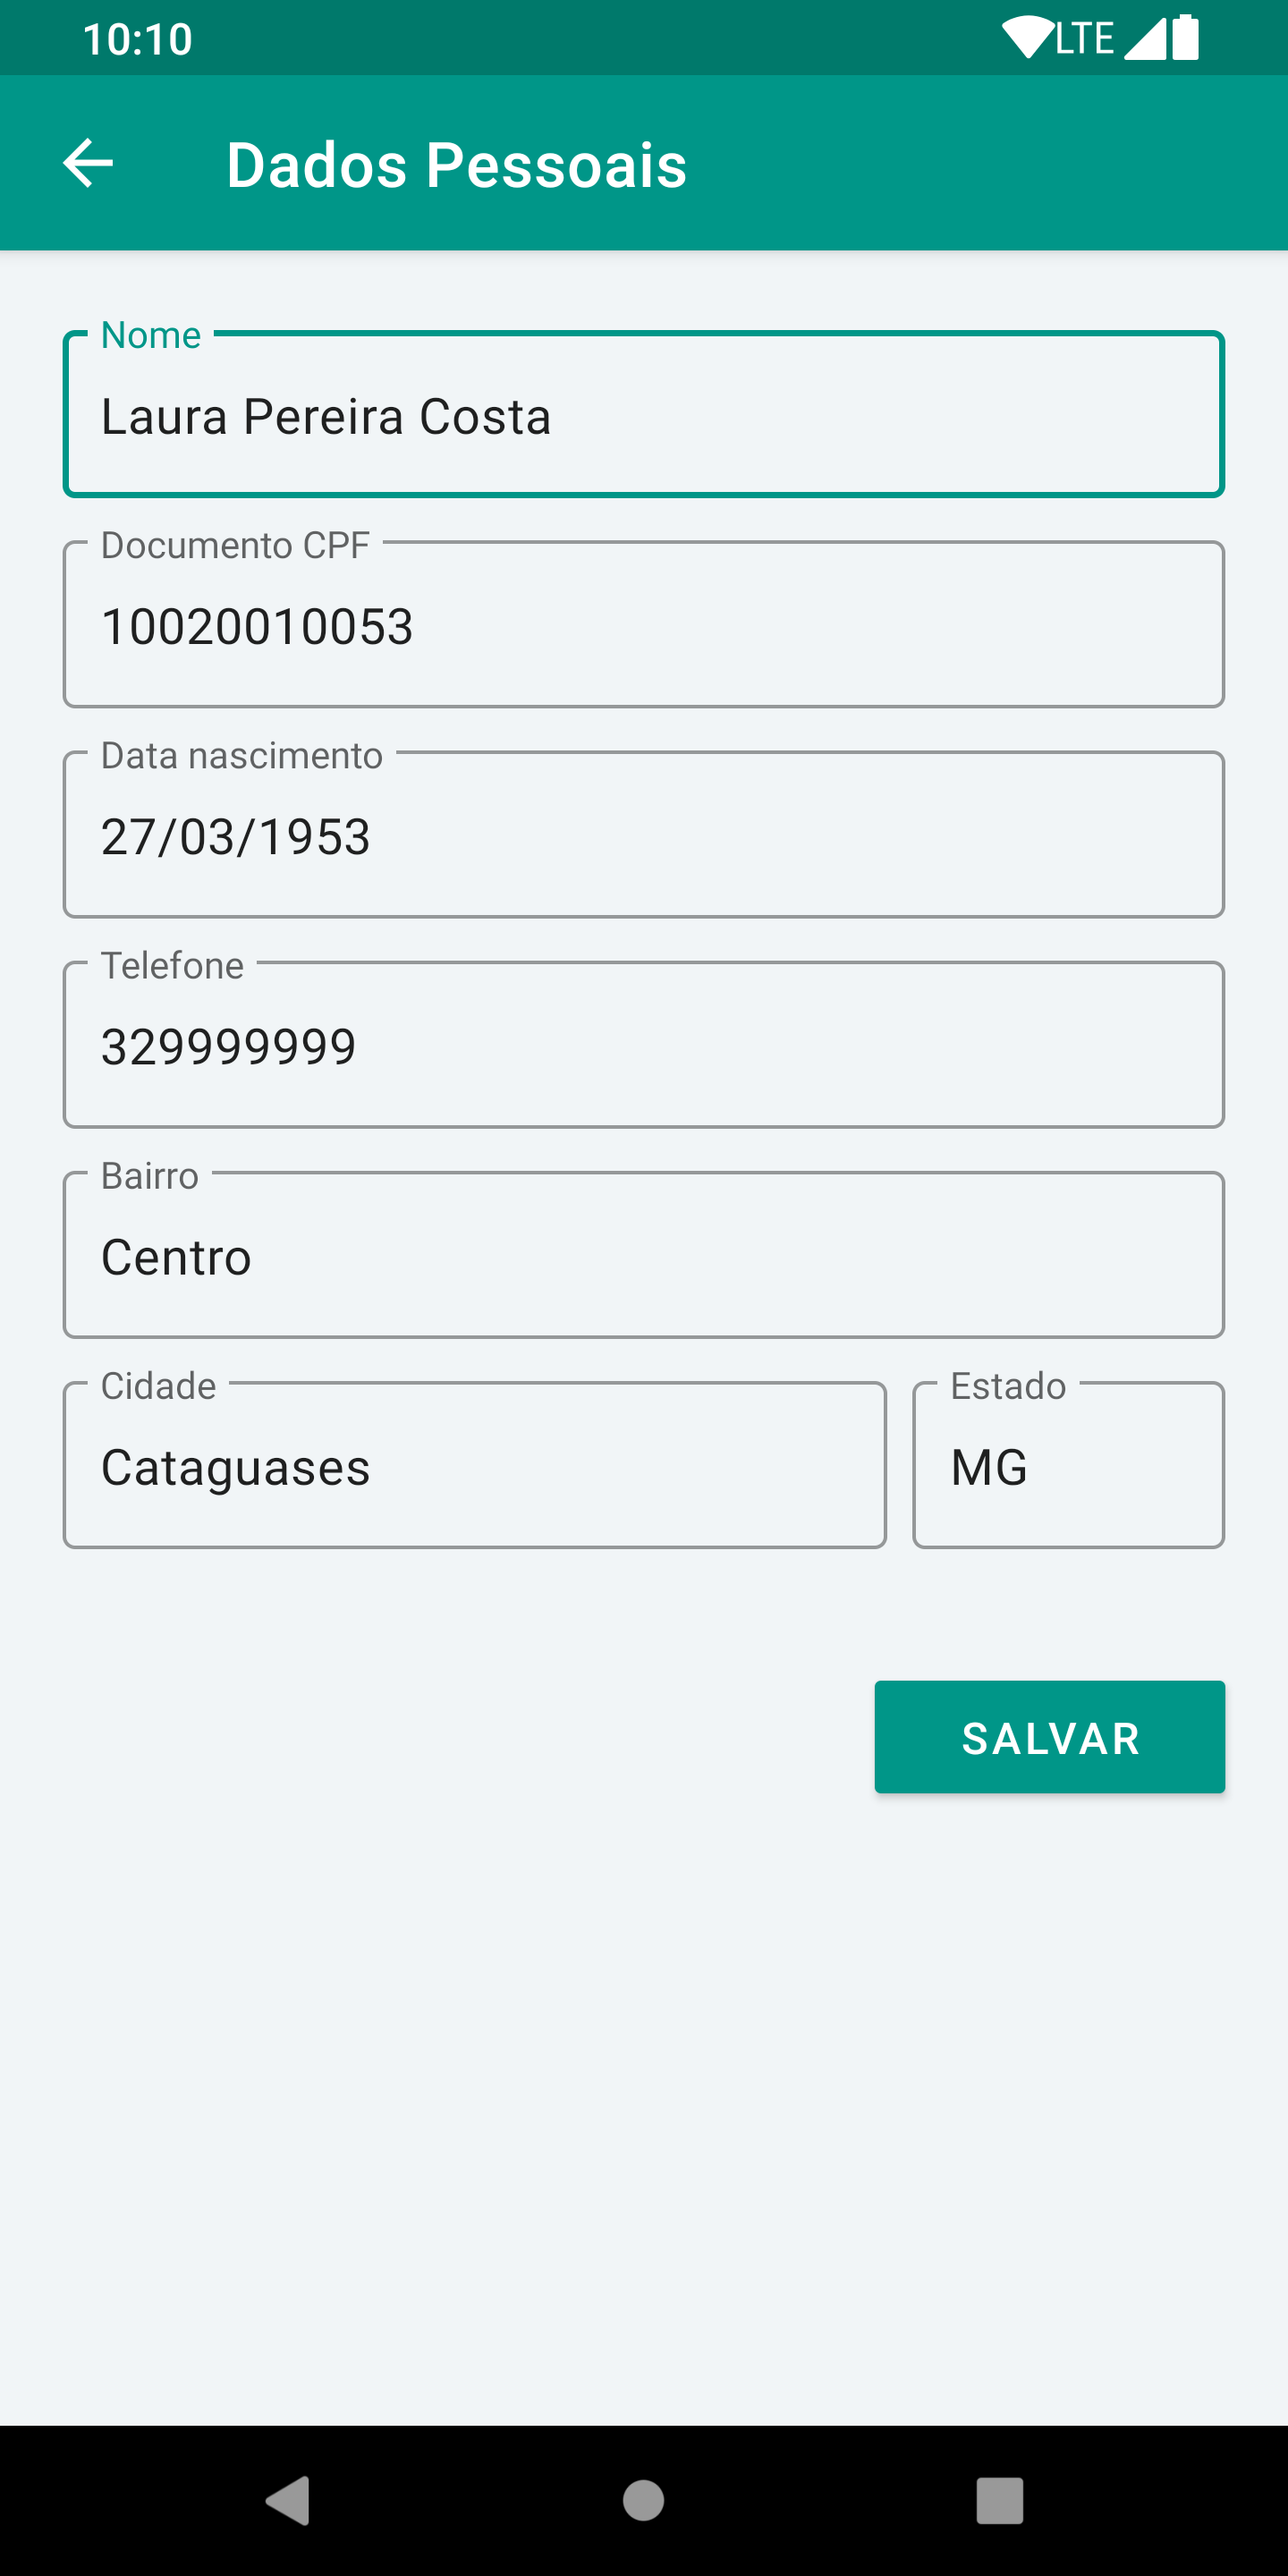 10:10 LTE
Dados Pessoais
Nome
Laura Pereira Costa
Documento CPF
10020010053
Data nascimento
27/03/1953
Telefone
329999999
Bairro
Centro
Cidade Estado
Cataguases MG
SALVAR